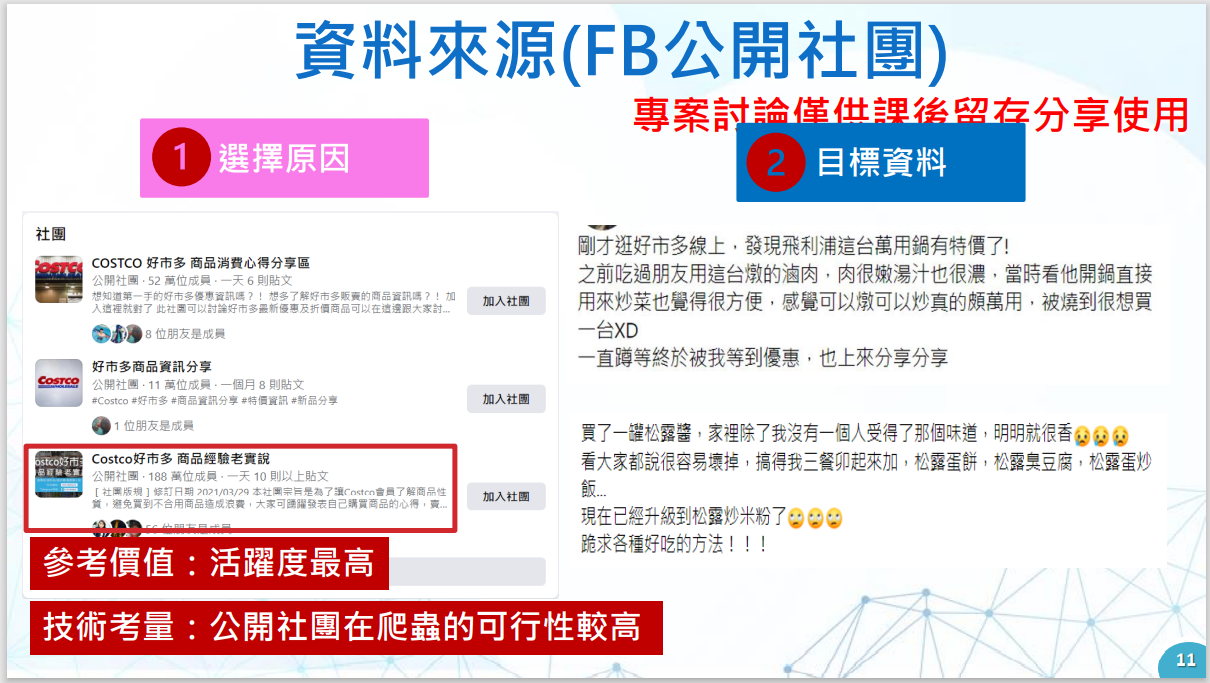 資料來源(FB公開社團)
專案討論僅供課後留存分享使用
1 選擇原因
社團
COSTCO 好市多 商品消費心得分享區
公開社團 · 52 萬位成員 · 一天 6 則貼文
想知道第一手的好市多優惠資訊嗎？！ 想多了解好市多販賣的商品資訊嗎？！ 加
入這裡就對了 此社團可以討論好市多最新優惠及折價商品可以在這邊跟大家討...
加入社團
8 位朋友是成員
好市多商品資訊分享
公開社團 · 11 萬位成員 · 一個月 8 則貼文
#Costco #好市多 #商品資訊分享 #特價資訊 #新品分享
加入社團
1 位朋友是成員
Costco好市多 商品經驗老實說
公開社團 · 188 萬位成員 · 一天 10 則以上貼文
[ 社團版規 ] 修訂日期 2021/03/29 本社團宗旨是為了讓Costco會員了解商品性
質，避免買到不合用商品造成浪費，大家可踴躍發表自己購買商品的心得，賣...
加入社團
56 位朋友是成員
參考價值：活躍度最高
技術考量：公開社團在爬蟲的可行性較高
2 目標資料
剛才逛好市多線上，發現飛利浦這台萬用鍋有特價了!
之前吃過朋友用這台燉的滷肉，肉很嫩湯汁也很濃，當時看他開鍋直接
用來炒菜也覺得很方便，感覺可以燉可以炒真的頗萬用，被燒到很想買
一台XD
一直蹲等終於被我等到優惠，也上來分享分享
買了一罐松露醬，家裡除了我沒有一個人受得了那個味道，明明就很香😢😢😢
看大家都說很容易壞掉，搞得我三餐卯起來加，松露蛋餅，松露臭豆腐，松露蛋炒
飯...
現在已經升級到松露炒米粉了🙄🙄🙄
跪求各種好吃的方法！！！
11